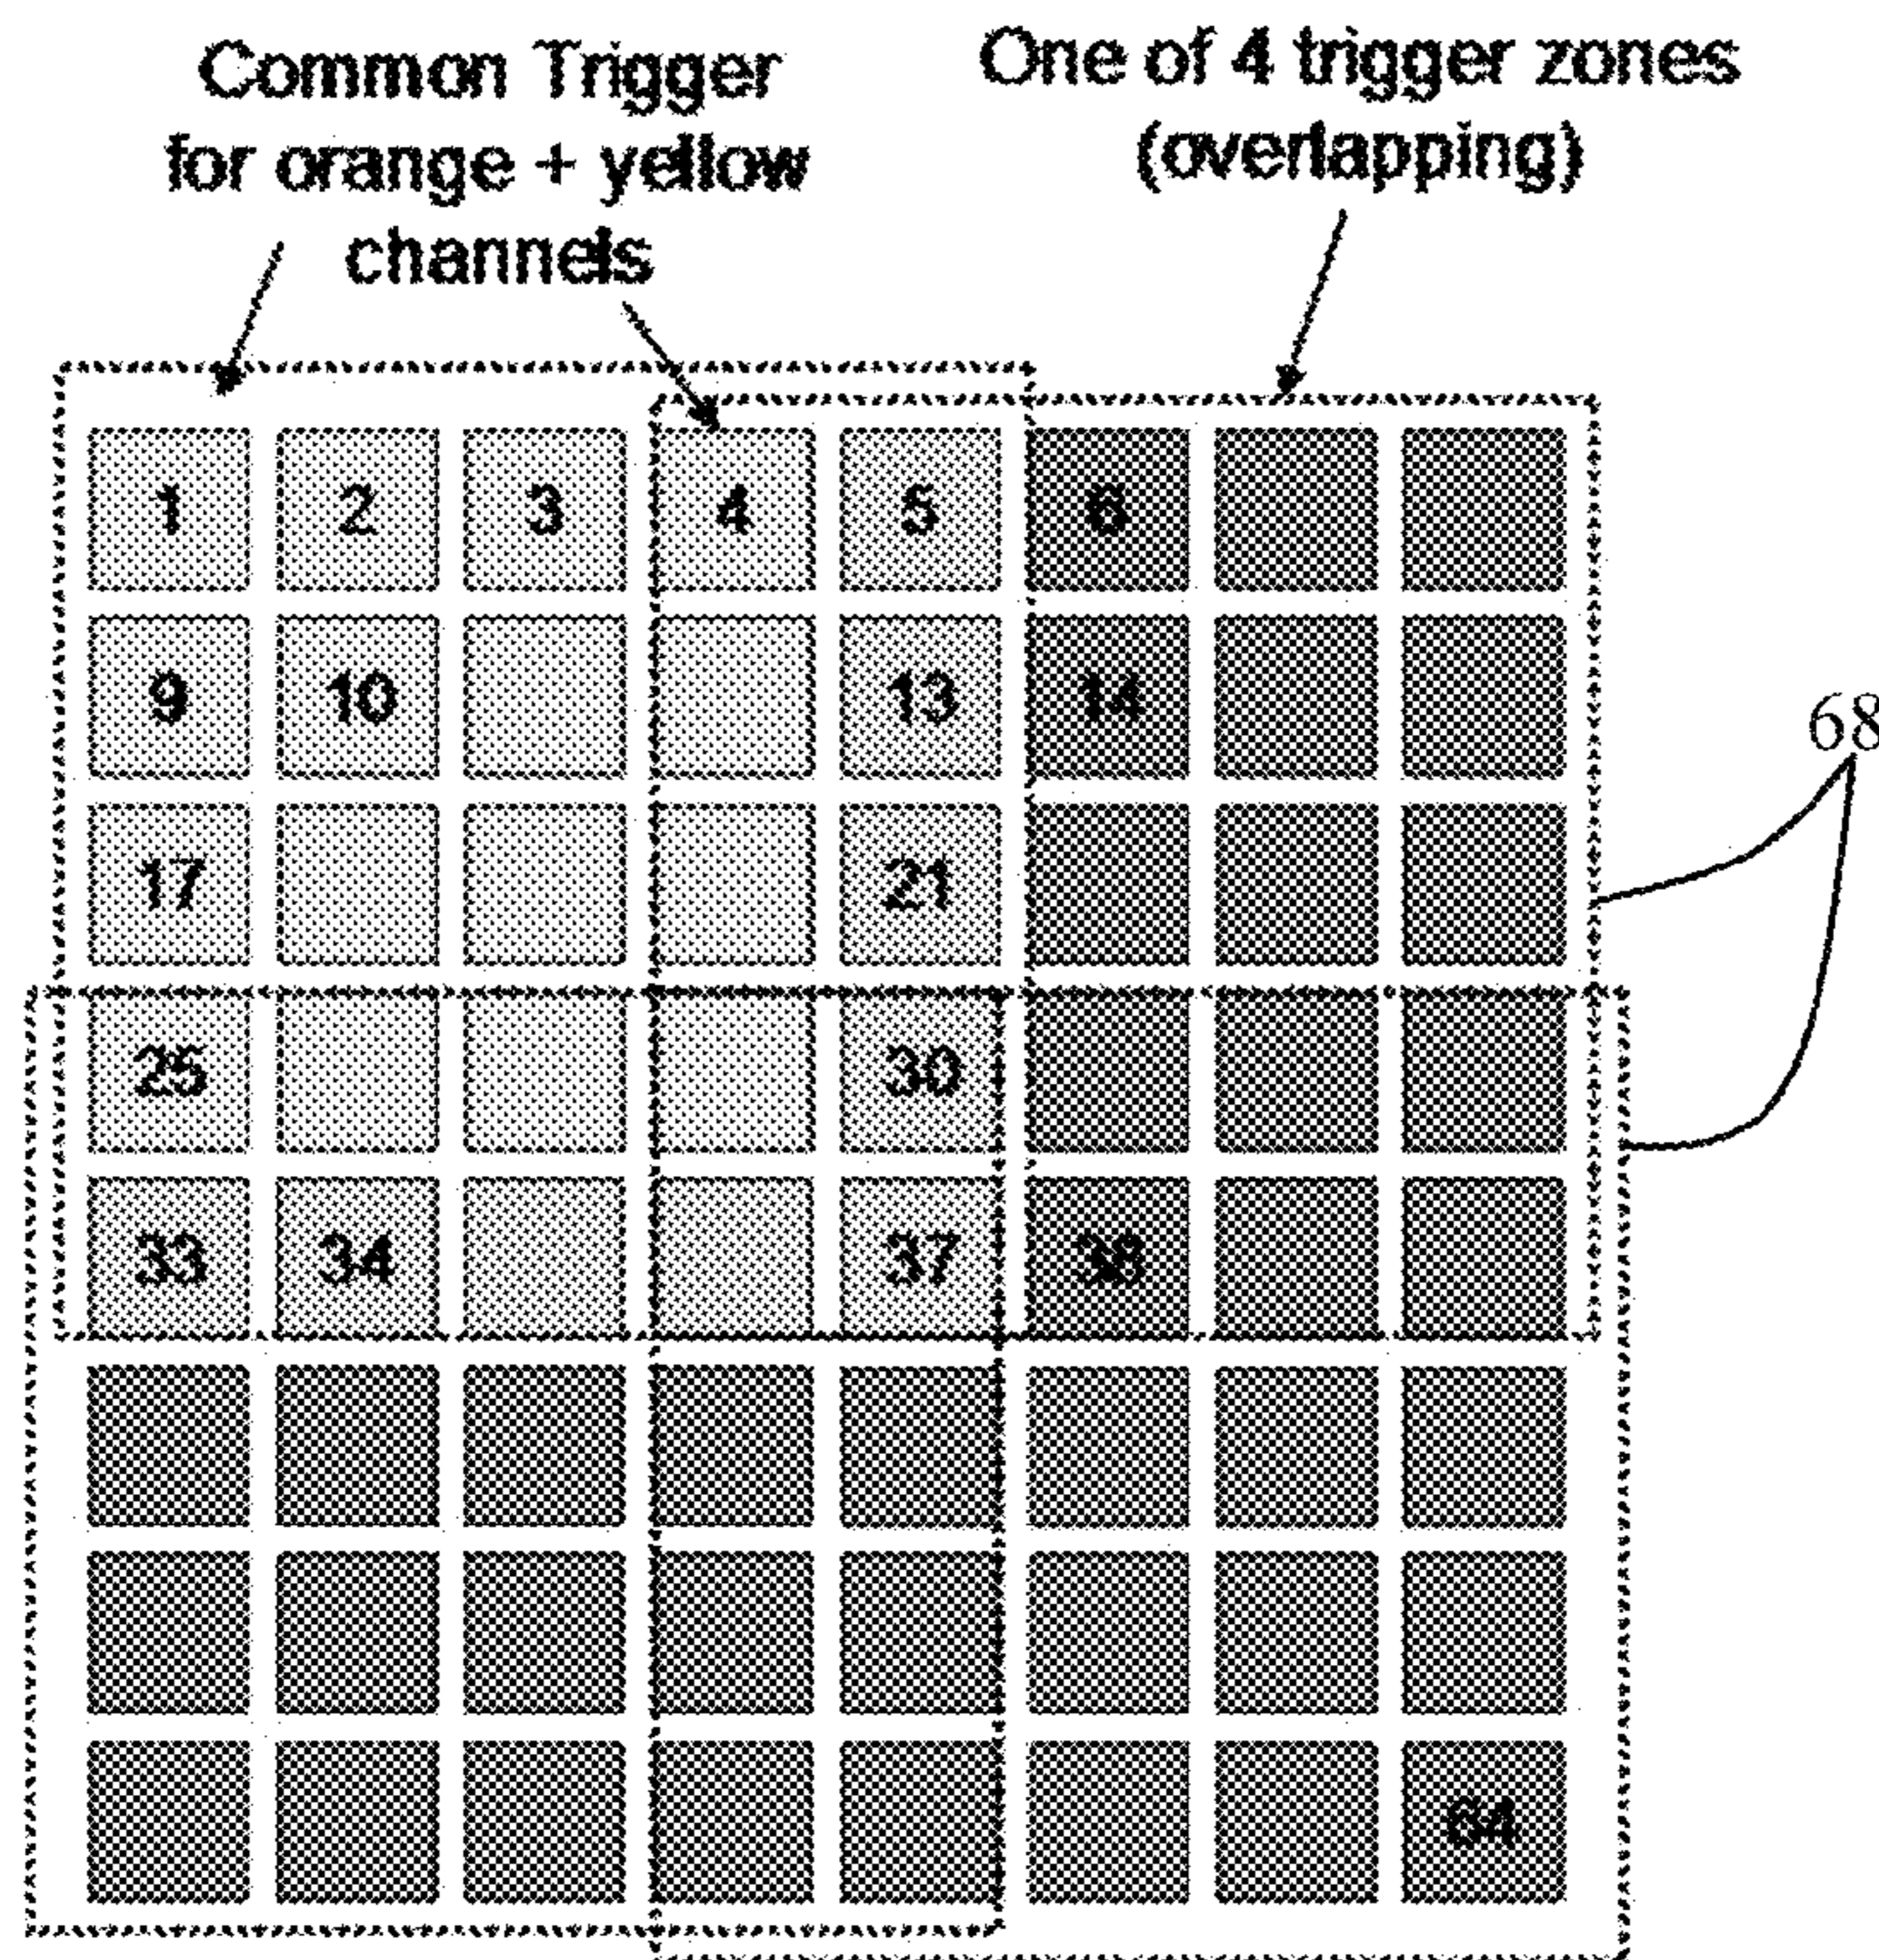 Common Trigger
for orange + yellow
channels
One of 4 trigger zones
(overlapping)
1 2 3 4 5 6
9 10 13 14
68
17 21
25 30
33 34 37 38
64